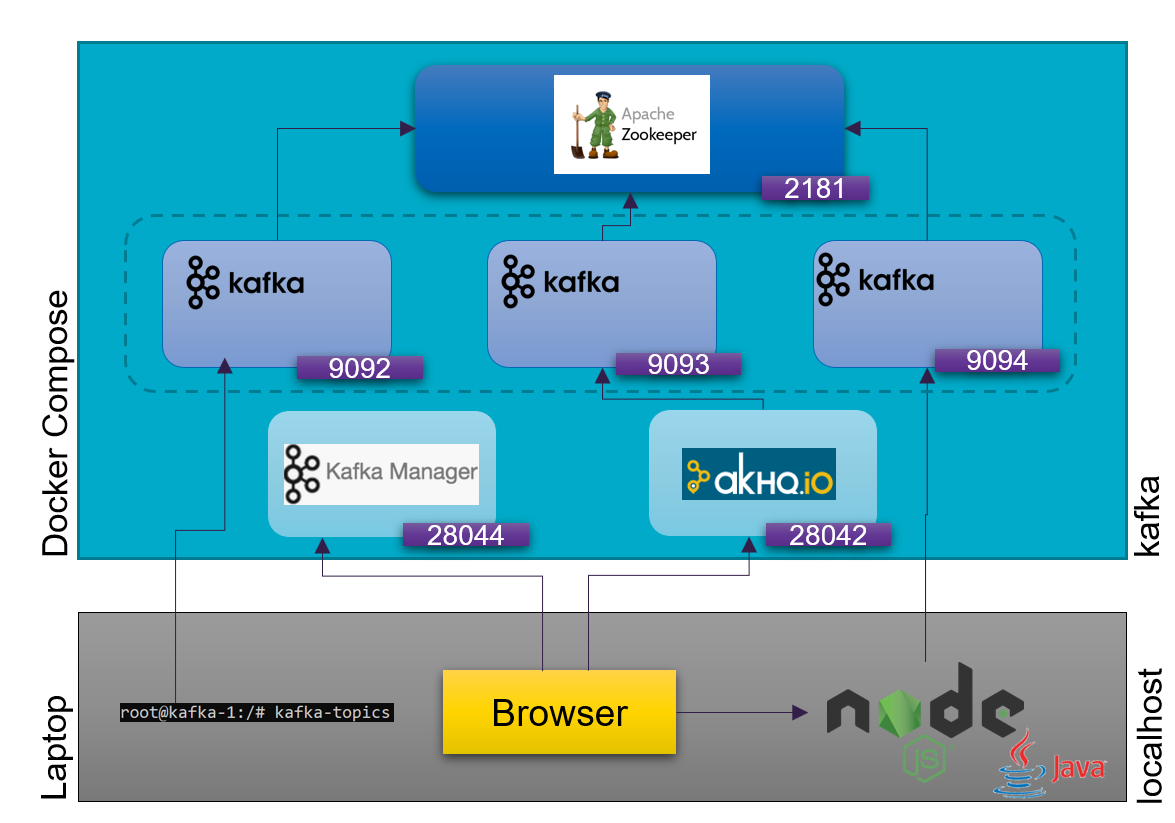 Apache
Zookeeper
2181
kafka
kafka
kafka
9092
9093
9094
Kafka Manager
akHQ.iO
28044
28042
Docker Compose
kafka
root@kafka-1:/# kafka-topics
Browser
node
JS
Java
Laptop
localhost